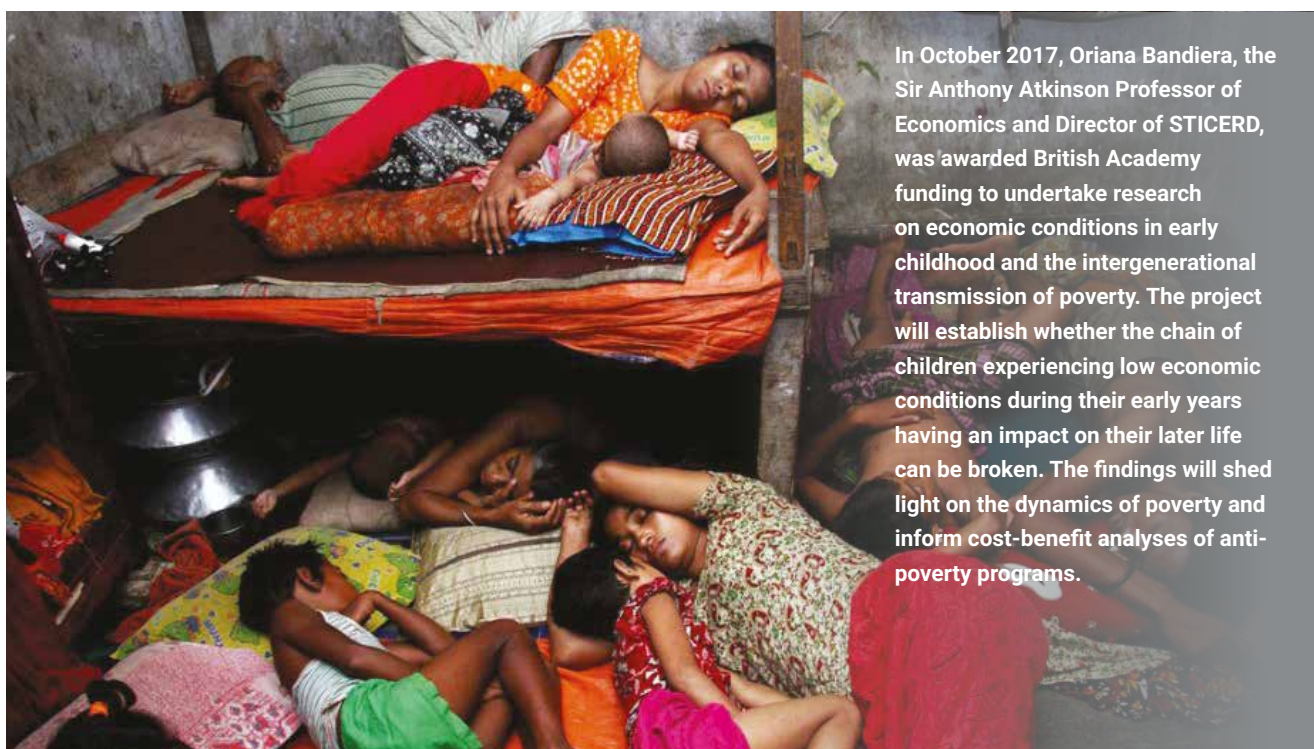 In October 2017, Oriana Bandiera, the
Sir Anthony Atkinson Professor of
Economics and Director of STICERD,
was awarded British Academy
funding to undertake research
on economic conditions in early
childhood and the intergenerational
transmission of poverty. The project
will establish whether the chain of
children experiencing low economic
conditions during their early years
having an impact on their later life
can be broken. The findings will shed
light on the dynamics of poverty and
inform cost-benefit analyses of anti-
poverty programs.